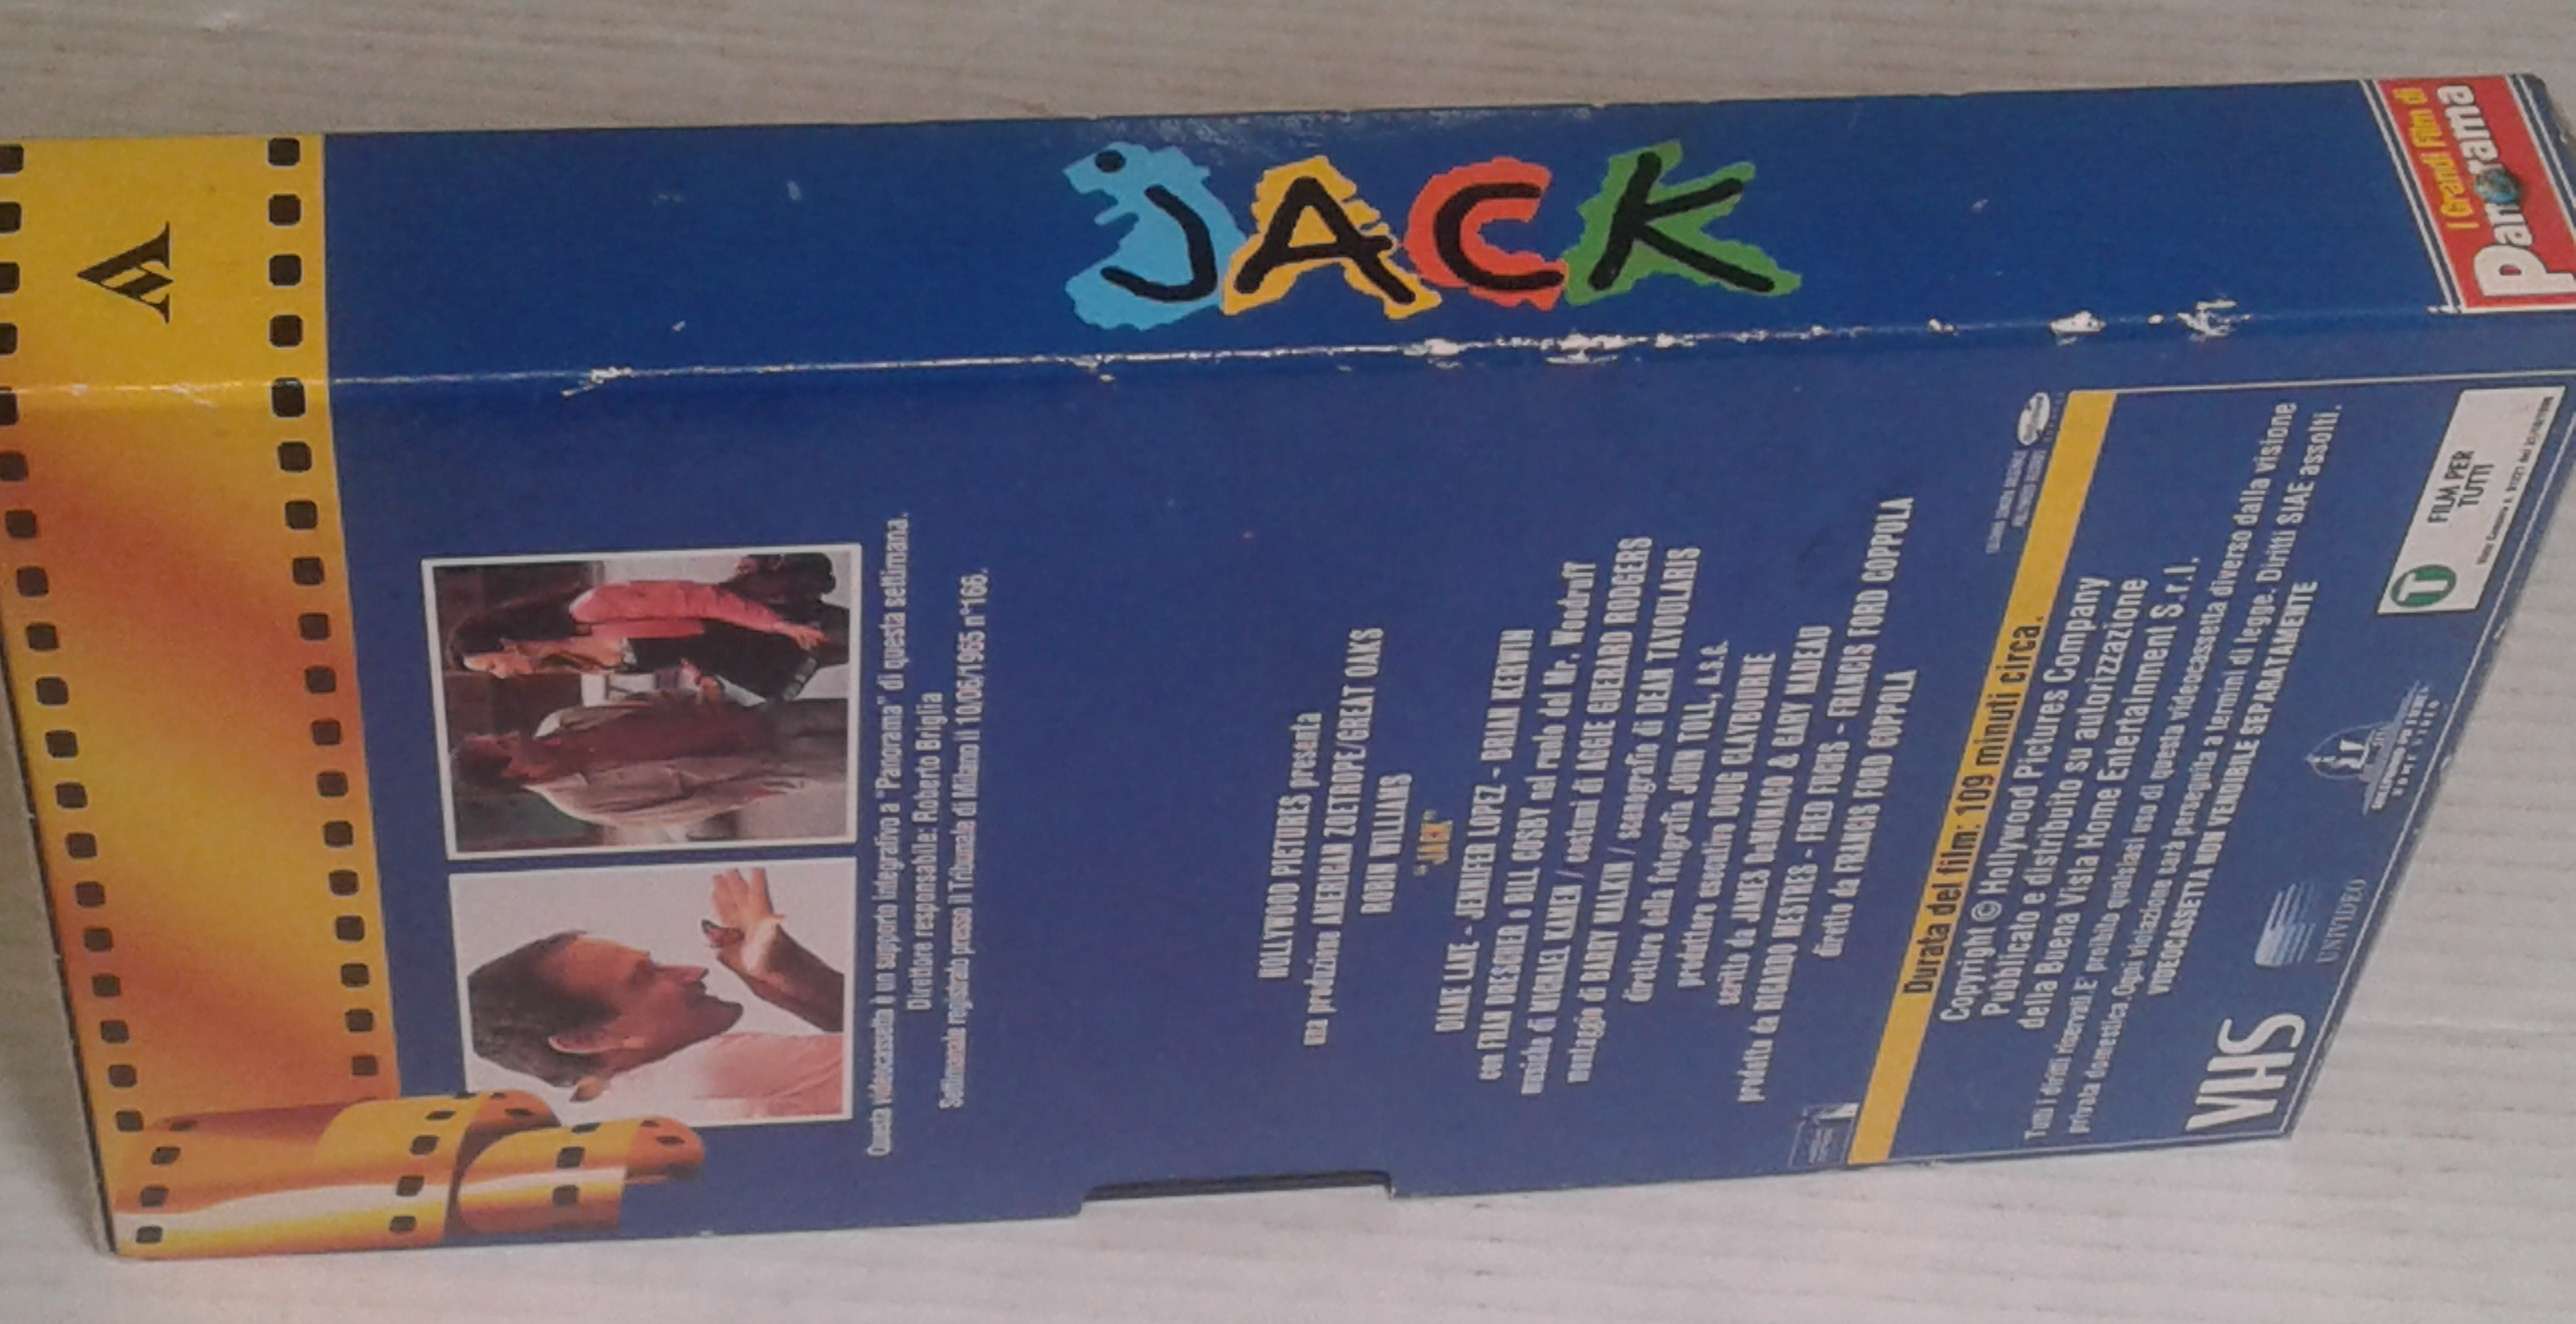 JACK
I Grandi Film di
Panorama
Questa videocassetta è un supporto integrativo a "Panorama" di questa settimana.
Direttore responsabile: Roberto Briglia
Settimanale registrato presso il Tribunale di Milano il 10/06/1965 n°166.
HOLLYWOOD PICTURES presenta
una produzione AMERICAN ZOETROPE/GREAT OAKS
ROBIN WILLIAMS
"JACK"
DIANE LANE - JENNIFER LOPEZ - BRIAN KERWIN
con FRAN DRESCHER e BILL COSBY nel ruolo del Mr. Woodruff
musiche di MICHAEL KAMEN / costumi di AGGIE GUERARD RODGERS
montaggio di BARRY MALKIN / scenografie di DEAN TAVOULARIS
direttore della fotografia JOHN TOLL, A.S.C.
produttore esecutivo DOUG CLAYBOURNE
scritto da JAMES DeMONACO & GARY NADEAU
prodotto da RICARDO MESTRES - FRED FUCHS - FRANCIS FORD COPPOLA
diretto da FRANCIS FORD COPPOLA
Durata del film: 109 minuti circa.
Copyright © Hollywood Pictures Company
Pubblicato e distribuito su autorizzazione
della Buena Vista Home Entertainment S.r.l.
Tutti i diritti riservati.E' proibito qualsiasi uso di questa videocassetta diverso dalla visione
privata domestica.Ogni violazione sarà perseguita a termini di legge. Diritti SIAE assolti.
VIDEOCASSETTA NON VENDIBILE SEPARATAMENTE
VHS
UNIVIDEO
HOLLYWOOD PICTURES
HOME VIDEO
T
FILM PER
TUTTI